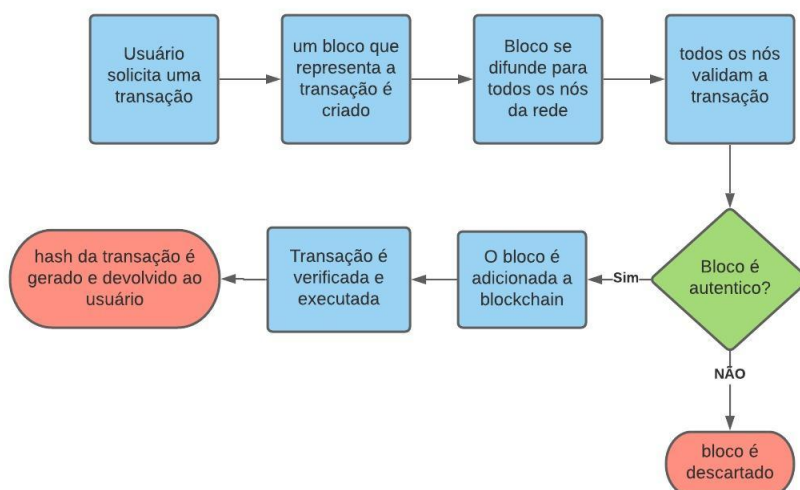 Usuário
solicita uma
transação
um bloco que
representa a
transação é
criado
Bloco se
difunde para
todos os nós
da rede
todos os nós
validam a
transação
Bloco é
autentico?
Sim
O bloco é
adicionada a
blockchain
Transação é
verificada e
executada
hash da transação é
gerado e devolvido ao
usuário
NÃO
bloco é
descartado